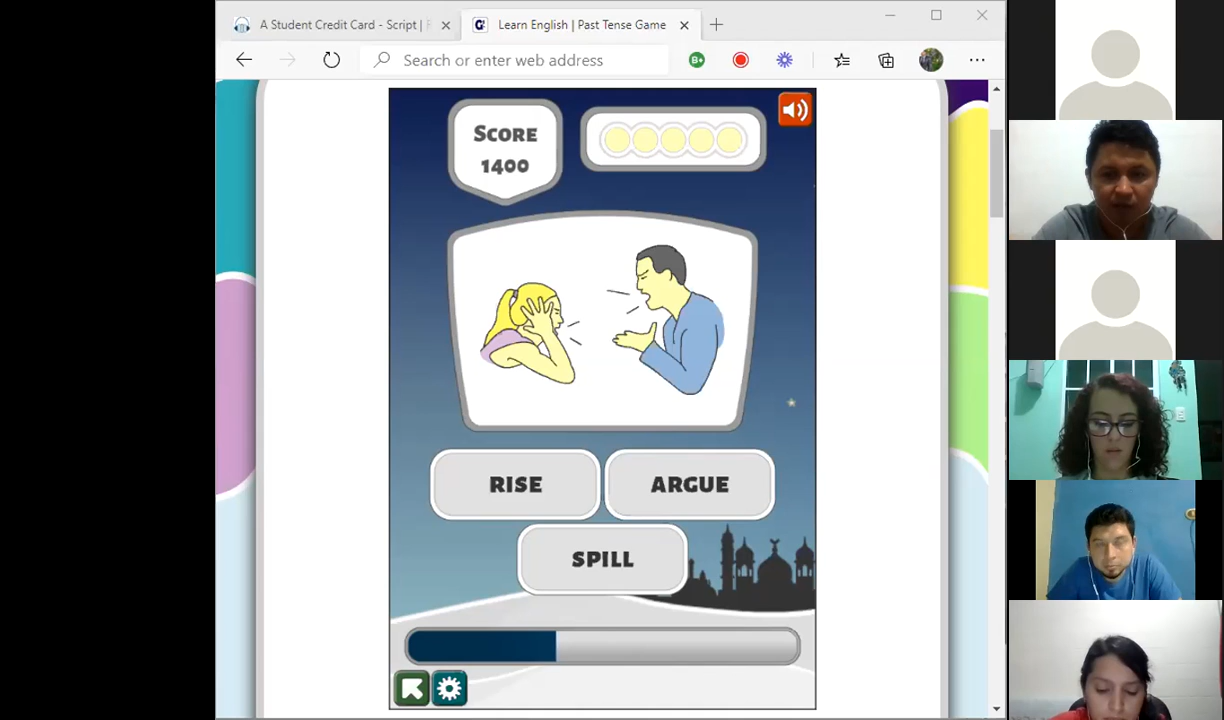 A Student Credit Card - Script | F
Learn English | Past Tense Game
Search or enter web address
B+
SCORE
1400
RISE
ARGUE
SPILL